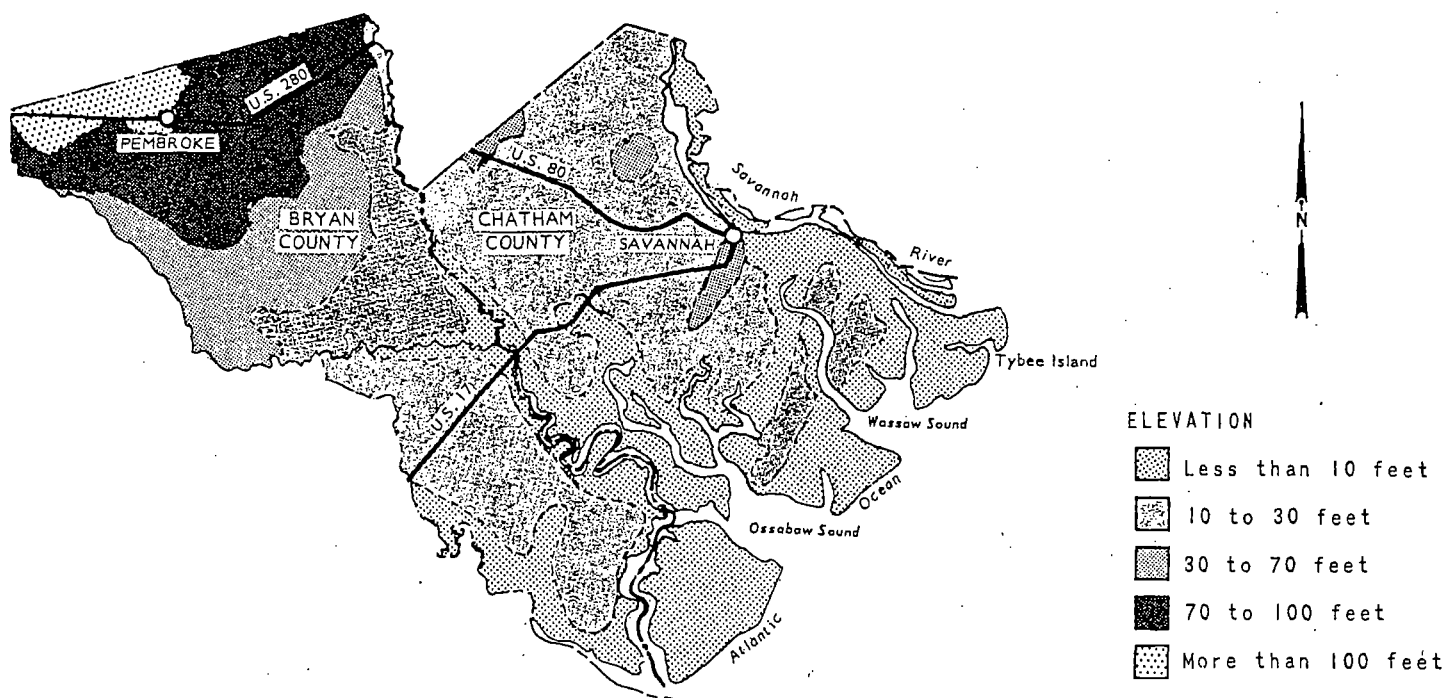 U.S. 280
PEMBROKE
BRYAN
COUNTY
U.S. 80
CHATHAM
COUNTY
SAVANNAH
Savannah
River
U.S. 17
Tybee Island
Wassaw Sound
Ocean
Ossabaw Sound
Atlantic
N
ELEVATION
Less than 10 feet
10 to 30 feet
30 to 70 feet
70 to 100 feet
More than 100 feet